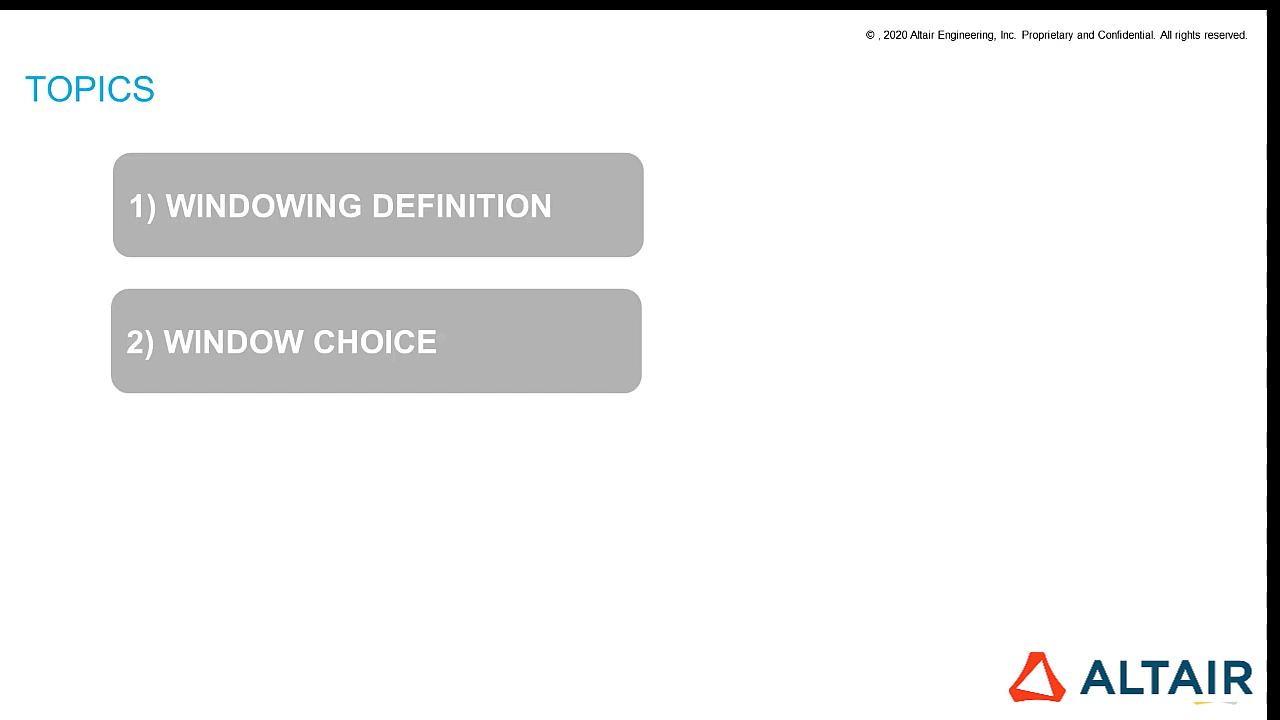 © , 2020 Altair Engineering, Inc. Proprietary and Confidential. All rights reserved.
TOPICS
1) WINDOWING DEFINITION
2) WINDOW CHOICE
ALTAIR